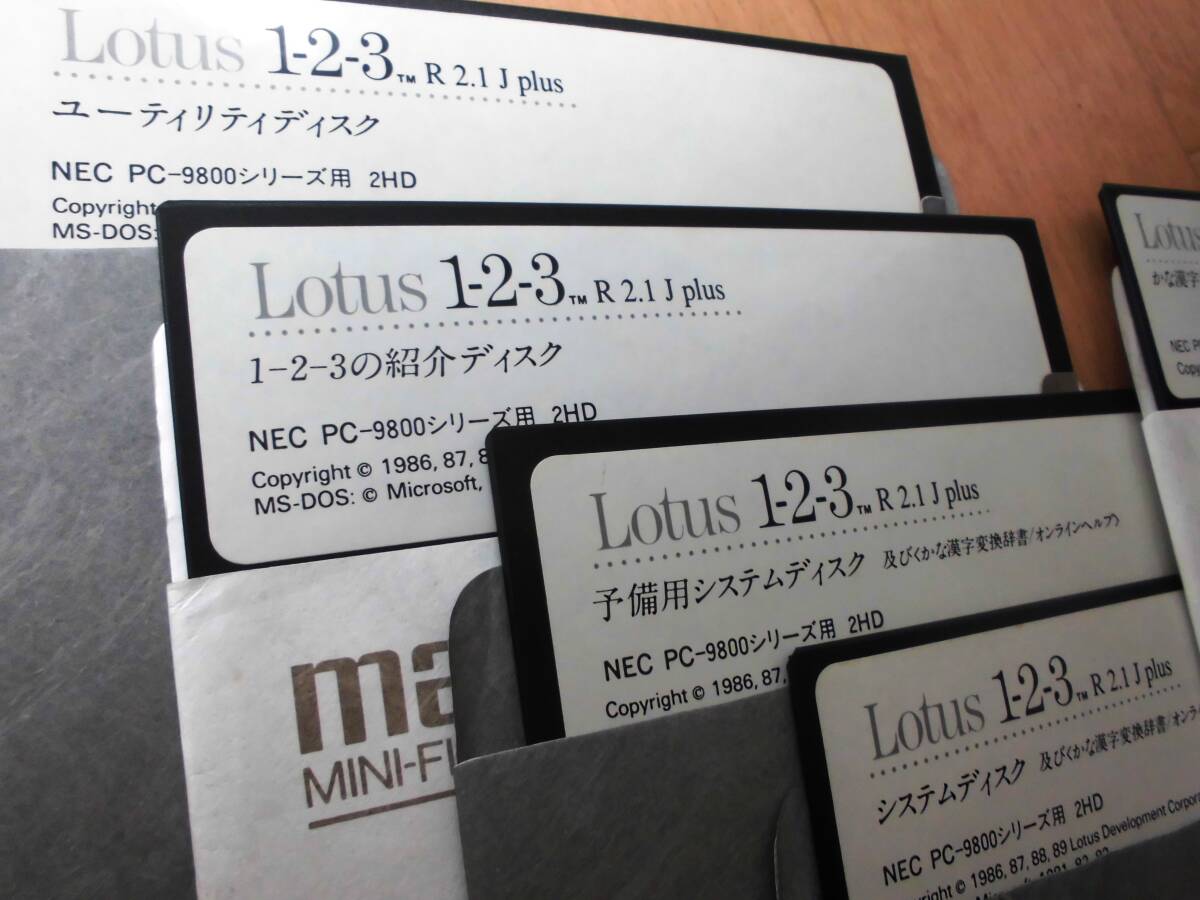 Lotus 1-2-3™ R 2.1 J plus
ユーティリティディスク
NEC PC-9800シリーズ用 2HD
Copyright
MS-DOS:
Lotus 1-2-3™ R 2.1 J plus
1-2-3の紹介ディスク
NEC PC-9800シリーズ用 2HD
Copyright © 1986, 87,
MS-DOS: © Microsoft,
Lotus 1-2-3™ R 2.1 J plus
予備用システムディスク 及び〈かな漢字変換辞書/オンラインヘルプ〉
NEC PC-9800シリーズ用 2HD
Copyright © 1986, 87,
Lotus 1-2-3™ R 2.1 J plus
システムディスク 及び〈かな漢字変換辞書/オンラ
NEC PC-9800シリーズ用 2HD
Copyright © 1986, 87, 88, 89 Lotus Development
Lotus
かな漢字
NEC
ma
MINI-